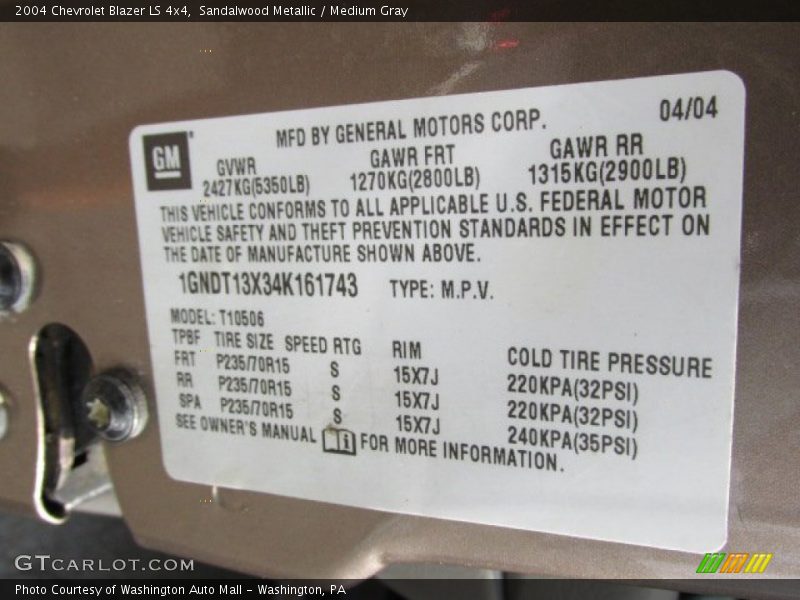 2004 Chevrolet Blazer LS 4x4, Sandalwood Metallic / Medium Gray
MFD BY GENERAL MOTORS CORP. 04/04
GM
GVWR GAWR FRT GAWR RR
2427KG(5350LB) 1270KG(2800LB) 1315KG(2900LB)
THIS VEHICLE CONFORMS TO ALL APPLICABLE U.S. FEDERAL MOTOR
VEHICLE SAFETY AND THEFT PREVENTION STANDARDS IN EFFECT ON
THE DATE OF MANUFACTURE SHOWN ABOVE.
1GNDT13X34K161743 TYPE: M.P.V.
MODEL: T10506
TPBF TIRE SIZE SPEED RTG RIM COLD TIRE PRESSURE
FRT P235/70R15 S 15X7J 220KPA(32PSI)
RR P235/70R15 S 15X7J 220KPA(32PSI)
SPA P235/70R15 S 15X7J 240KPA(35PSI)
SEE OWNER'S MANUAL i FOR MORE INFORMATION.
GTCARLOT.COM
Photo Courtesy of Washington Auto Mall - Washington, PA